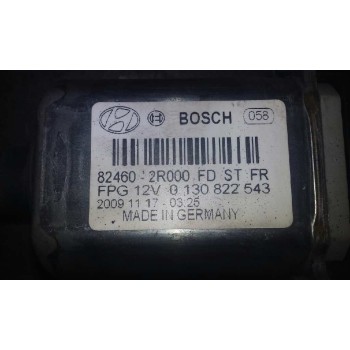 BOSCH 058
82460-2R000 FD ST FR
FPG 12V 0 130 822 543
2009 11 17 - 03:25
MADE IN GERMANY